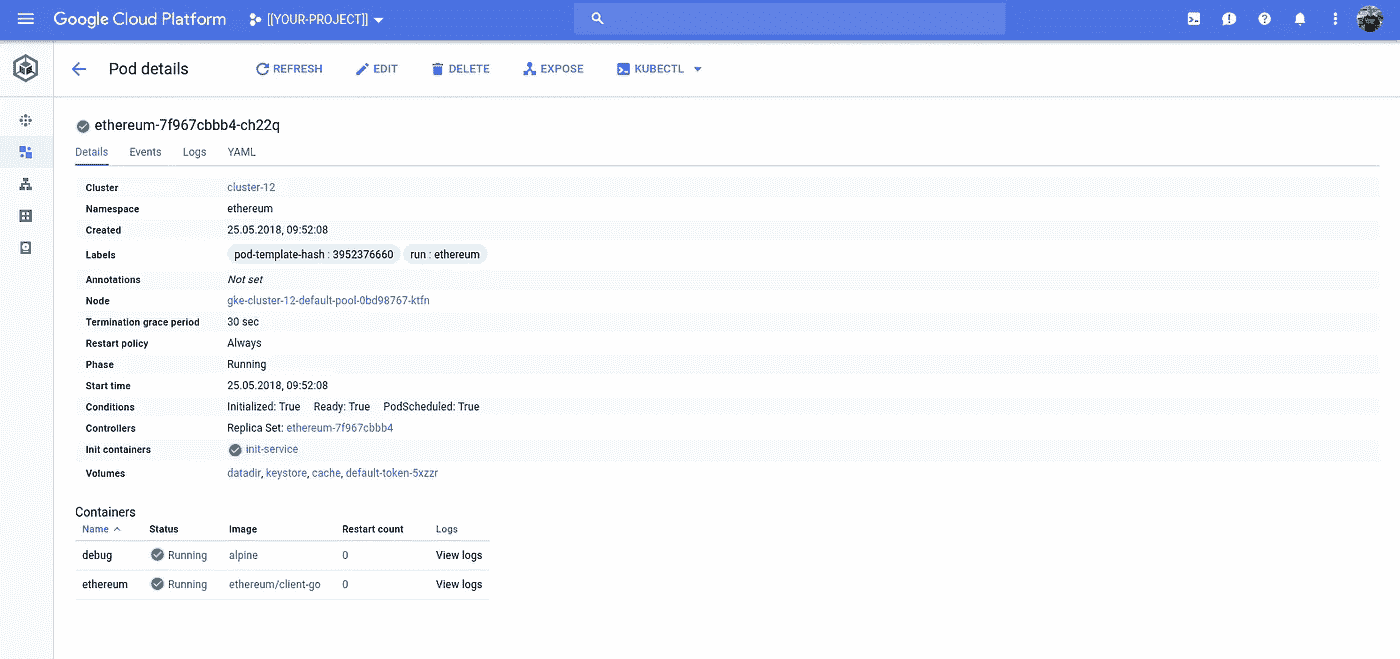 Google Cloud Platform [[YOUR-PROJECT]]
Pod details REFRESH EDIT DELETE EXPOSE KUBECTL
ethereum-7f967cbbb4-ch22q
Details Events Logs YAML
Cluster cluster-12
Namespace ethereum
Created 25.05.2018, 09:52:08
Labels pod-template-hash : 3952376660 run : ethereum
Annotations Not set
Node gke-cluster-12-default-pool-0bd98767-ktfn
Termination grace period 30 sec
Restart policy Always
Phase Running
Start time 25.05.2018, 09:52:08
Conditions Initialized: True Ready: True PodScheduled: True
Controllers Replica Set: ethereum-7f967cbbb4
Init containers init-service
Volumes datadir, keystore, cache, default-token-5xzzr
Containers
Name Status Image Restart count Logs
debug Running alpine 0 View logs
ethereum Running ethereum/client-go 0 View logs